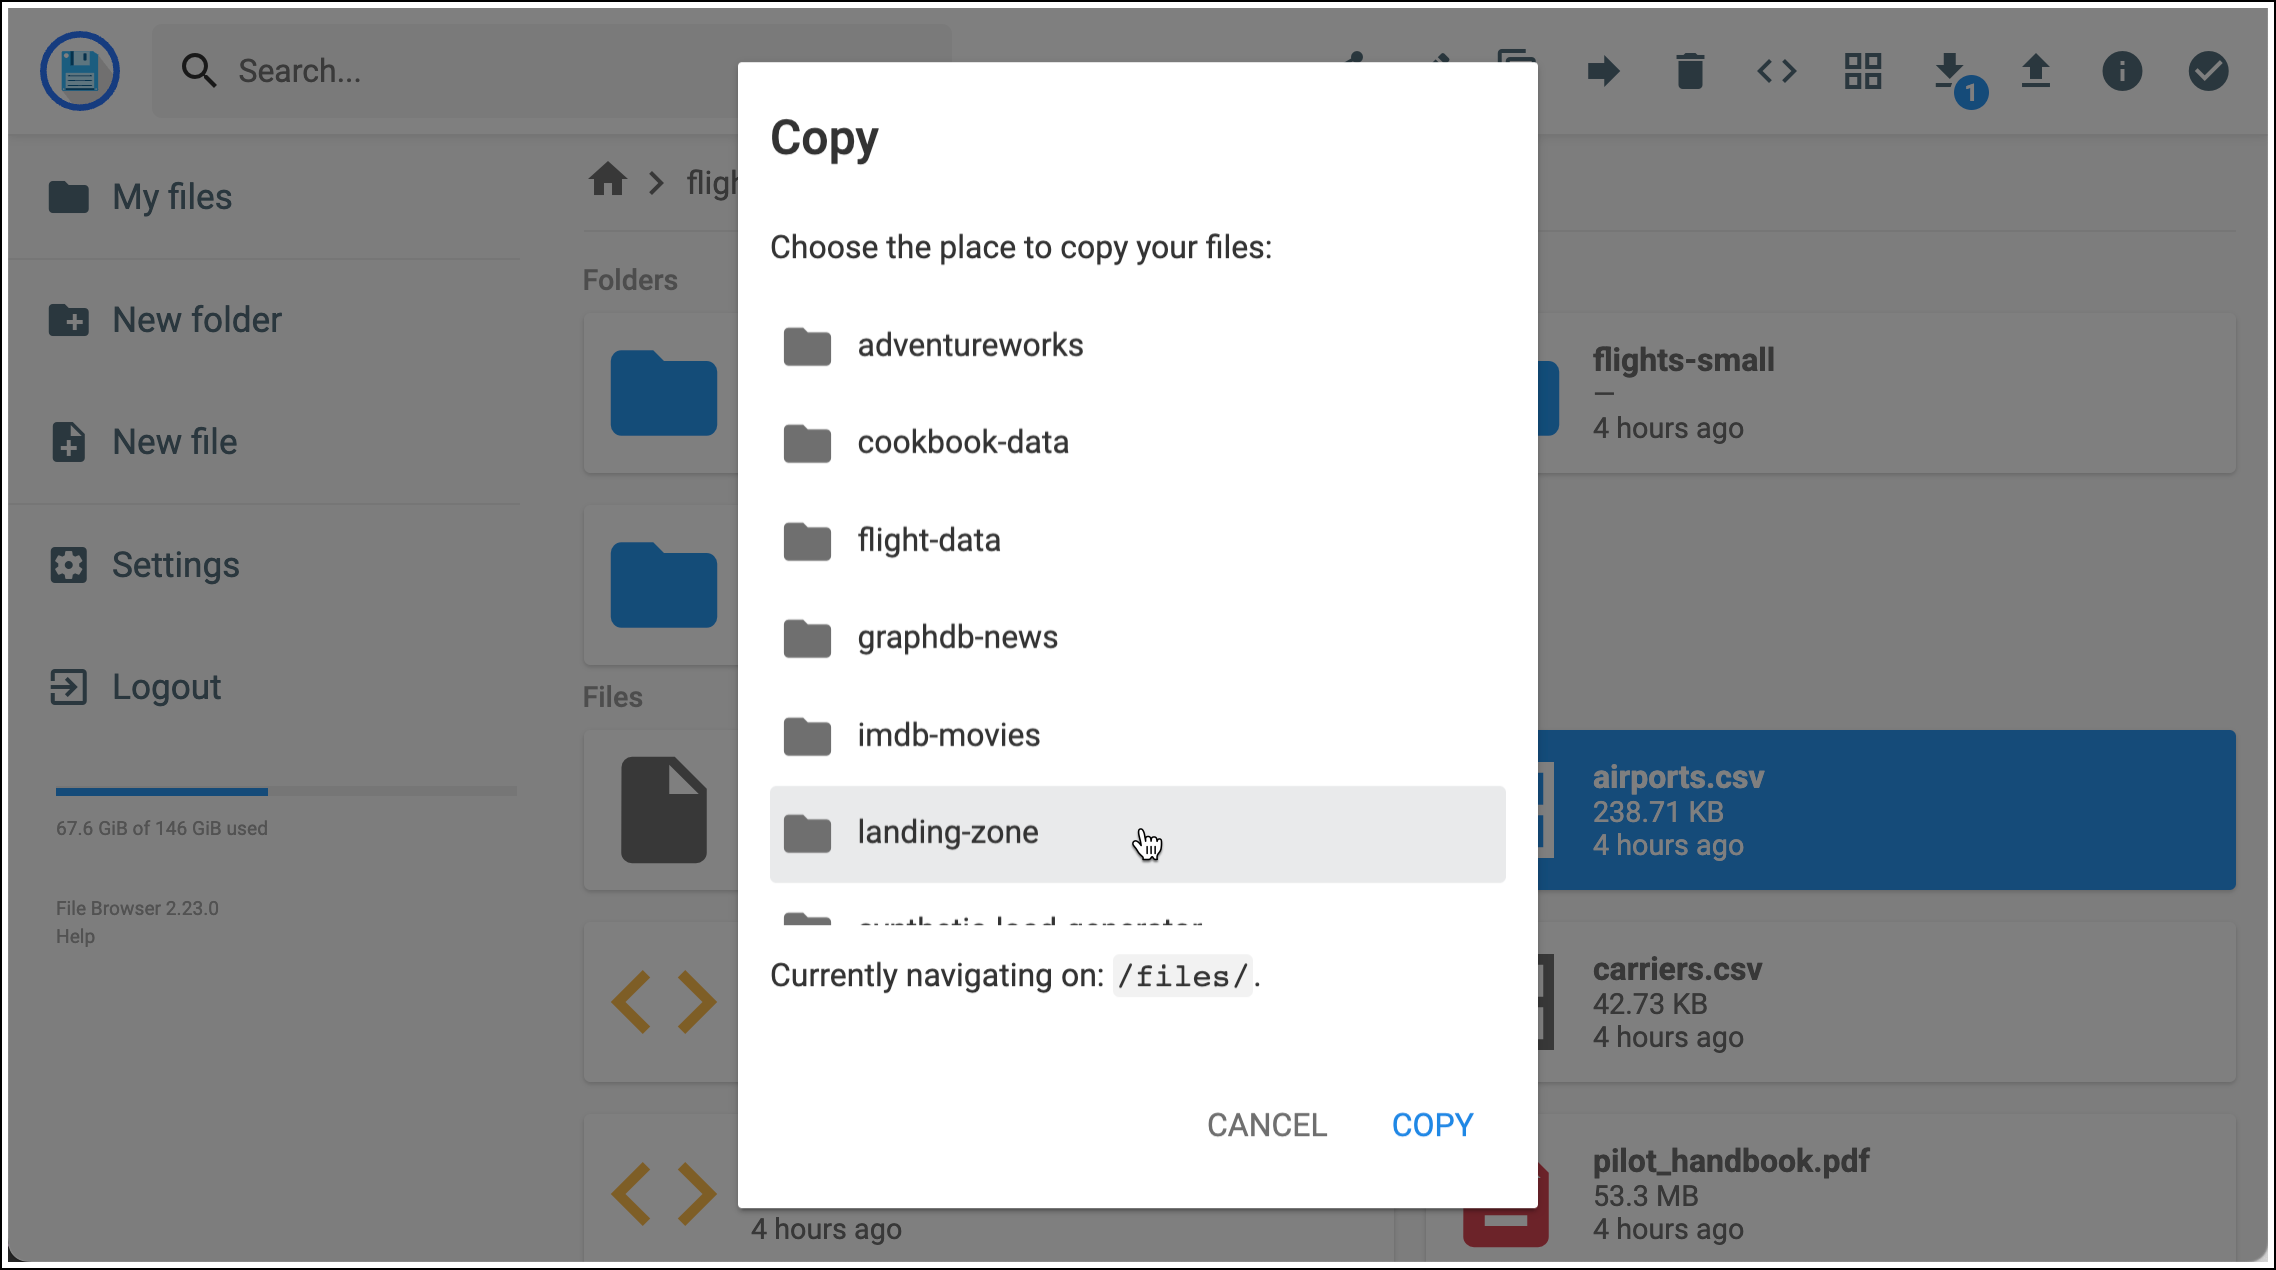 Search...
1
Copy
My files
New folder
New file
Settings
Logout
67.6 GiB of 146 GiB used
File Browser 2.23.0
Help
Folders
flights-small
—
4 hours ago
Files
airports.csv
238.71 KB
4 hours ago
carriers.csv
42.73 KB
4 hours ago
pilot_handbook.pdf
53.3 MB
4 hours ago
4 hours ago
Choose the place to copy your files:
adventureworks
cookbook-data
flight-data
graphdb-news
imdb-movies
landing-zone
Currently navigating on: /files/.
CANCEL
COPY